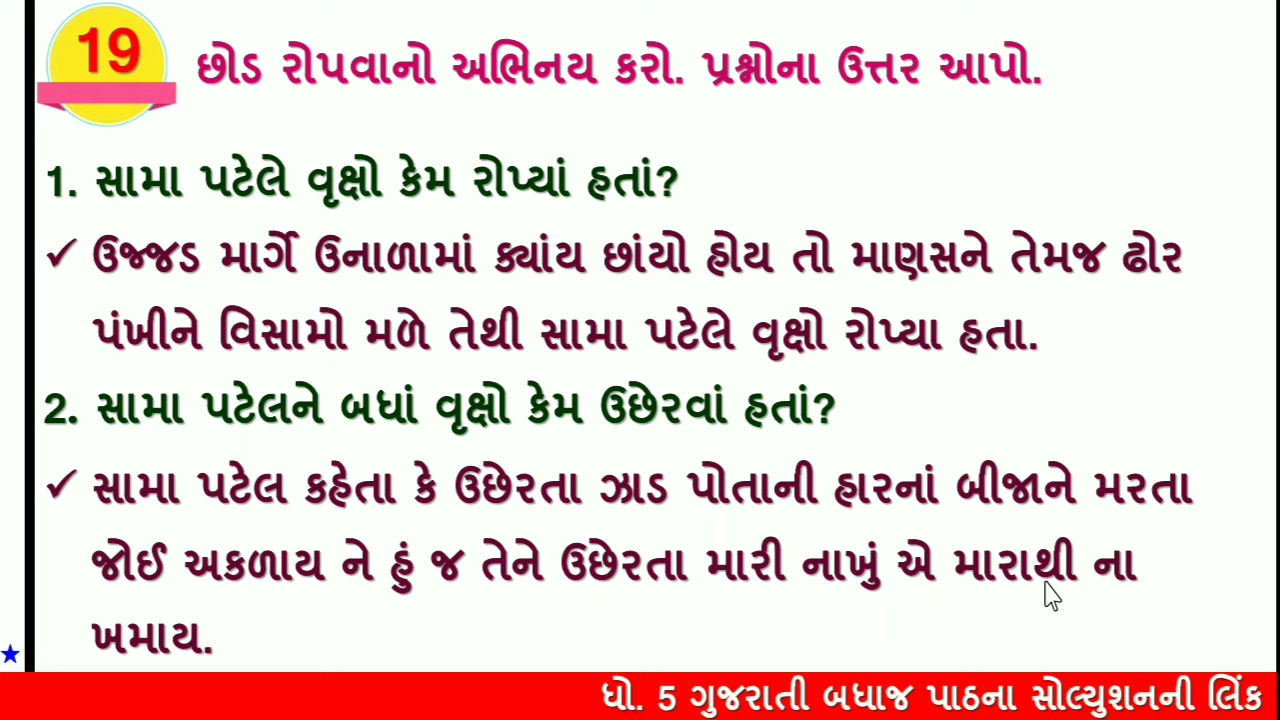 19
છોડ રોપવાનો અભિનય કરો. પ્રશ્નોના ઉત્તર આપો.
1. સામા પટેલે વૃક્ષો કેમ રોપ્યાં હતાં?
✓ ઉજ્જડ માર્ગે ઉનાળામાં ક્યાંય છાંયો હોય તો માણસને તેમજ ઢોર
પંખીને વિસામો મળે તેથી સામા પટેલે વૃક્ષો રોપ્યા હતા.
2. સામા પટેલને બધાં વૃક્ષો કેમ ઉછેરવાં હતાં?
✓ સામા પટેલ કહેતા કે ઉછેરતા ઝાડ પોતાની હારનાં બીજાને મરતા
જોઈ અકળાય ને હું જ તેને ઉછેરતા મારી નાખું એ મારાથી ના
ખમાય.
ધો. 5 ગુજરાતી બધાજ પાઠના સોલ્યુશનની લિંક